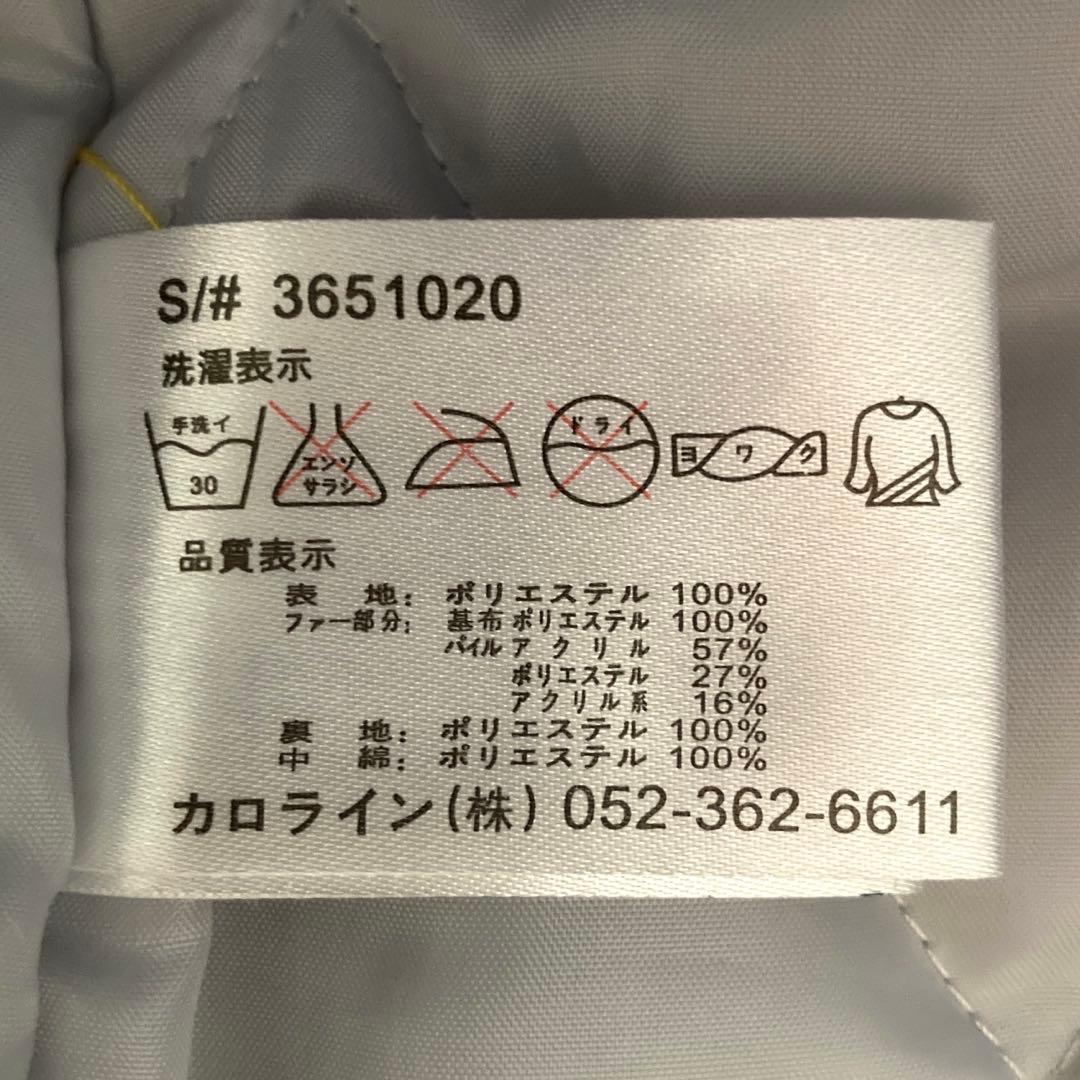 S/# 3651020
洗濯表示
手洗イ
30
エンソ
サラシ
ドライ
ヨワク
品質表示
表 地: ポリエステル 100%
ファー部分: 基布 ポリエステル 100%
パイル アクリル 57%
ポリエステル 27%
アクリル系 16%
裏 地: ポリエステル 100%
中 綿: ポリエステル 100%
カロライン(株) 052-362-6611